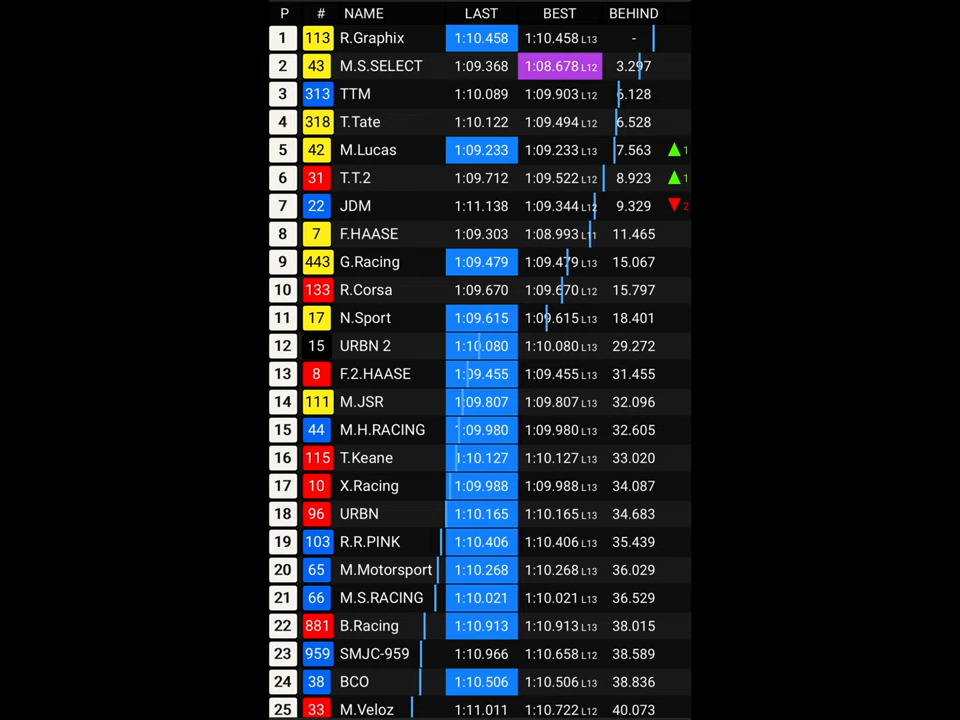 P # NAME LAST BEST BEHIND
1 113 R.Graphix 1:10.458 1:10.458 L13 -
2 43 M.S.SELECT 1:09.368 1:08.678 L12 3.297
3 313 TTM 1:10.089 1:09.903 L12 6.128
4 318 T.Tate 1:10.122 1:09.494 L12 6.528
5 42 M.Lucas 1:09.233 1:09.233 L13 7.563 1
6 31 T.T.2 1:09.712 1:09.522 L12 8.923 1
7 22 JDM 1:11.138 1:09.344 L12 9.329 2
8 7 F.HAASE 1:09.303 1:08.993 L11 11.465
9 443 G.Racing 1:09.479 1:09.479 L13 15.067
10 133 R.Corsa 1:09.670 1:09.670 L12 15.797
11 17 N.Sport 1:09.615 1:09.615 L13 18.401
12 15 URBN 2 1:10.080 1:10.080 L13 29.272
13 8 F.2.HAASE 1:09.455 1:09.455 L13 31.455
14 111 M.JSR 1:09.807 1:09.807 L13 32.096
15 44 M.H.RACING 1:09.980 1:09.980 L13 32.605
16 115 T.Keane 1:10.127 1:10.127 L13 33.020
17 10 X.Racing 1:09.988 1:09.988 L13 34.087
18 96 URBN 1:10.165 1:10.165 L13 34.683
19 103 R.R.PINK 1:10.406 1:10.406 L13 35.439
20 65 M.Motorsport 1:10.268 1:10.268 L13 36.029
21 66 M.S.RACING 1:10.021 1:10.021 L13 36.529
22 881 B.Racing 1:10.913 1:10.913 L13 38.015
23 959 SMJC-959 1:10.966 1:10.658 L12 38.589
24 38 BCO 1:10.506 1:10.506 L13 38.836
25 33 M.Veloz 1:11.011 1:10.722 L12 40.073